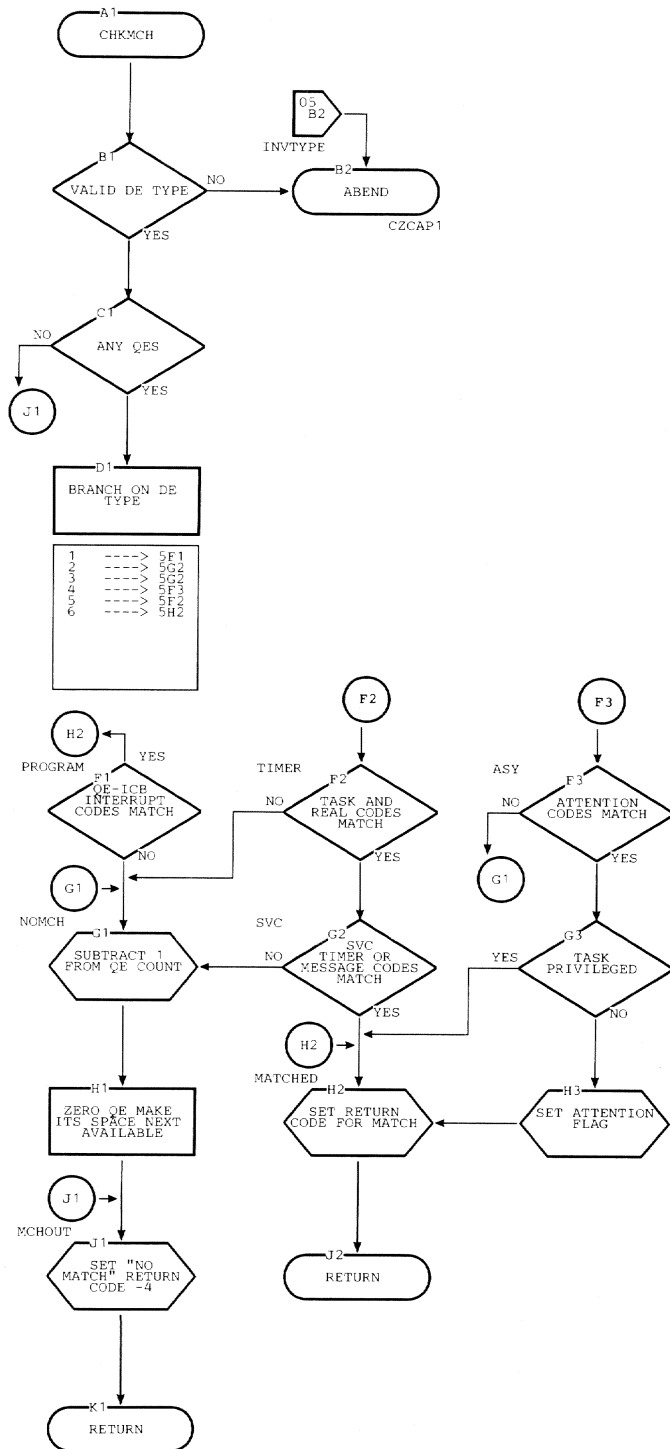 A1
CHKMCH
05
B2
INVTYPE
B1
VALID DE TYPE
NO
B2
ABEND
CZCAP1
YES
C1
NO
ANY QES
YES
J1
D1
BRANCH ON DE
TYPE
1 ----> 5F1
2 ----> 5G2
3 ----> 5G2
4 ----> 5F3
5 ----> 5F2
6 ----> 5H2
F2
F3
H2
YES
PROGRAM
F1
QE-ICB
INTERRUPT
CODES MATCH
NO
TIMER
F2
NO
TASK AND
REAL CODES
MATCH
YES
ASY
F3
NO
ATTENTION
CODES MATCH
YES
G1
G1
NOMCH
G1
SUBTRACT 1
FROM QE COUNT
SVC
G2
NO
SVC
TIMER OR
MESSAGE CODES
MATCH
YES
G3
YES
TASK
PRIVILEGED
NO
H2
MATCHED
H1
ZERO QE MAKE
ITS SPACE NEXT
AVAILABLE
H2
SET RETURN
CODE FOR MATCH
H3
SET ATTENTION
FLAG
J1
MCHOUT
J1
SET "NO
MATCH" RETURN
CODE -4
J2
RETURN
K1
RETURN